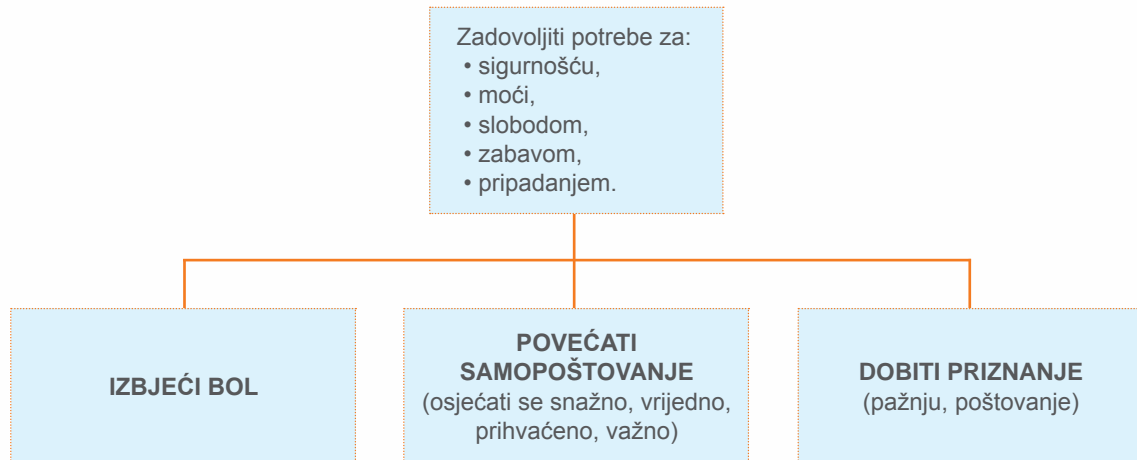 Zadovoljiti potrebe za:
• sigurnošću,
• moći,
• slobodom,
• zabavom,
• pripadanjem.
IZBJEĆI BOL
POVEĆATI
SAMOPOŠTOVANJE
(osjećati se snažno, vrijedno,
prihvaćeno, važno)
DOBITI PRIZNANJE
(pažnju, poštovanje)